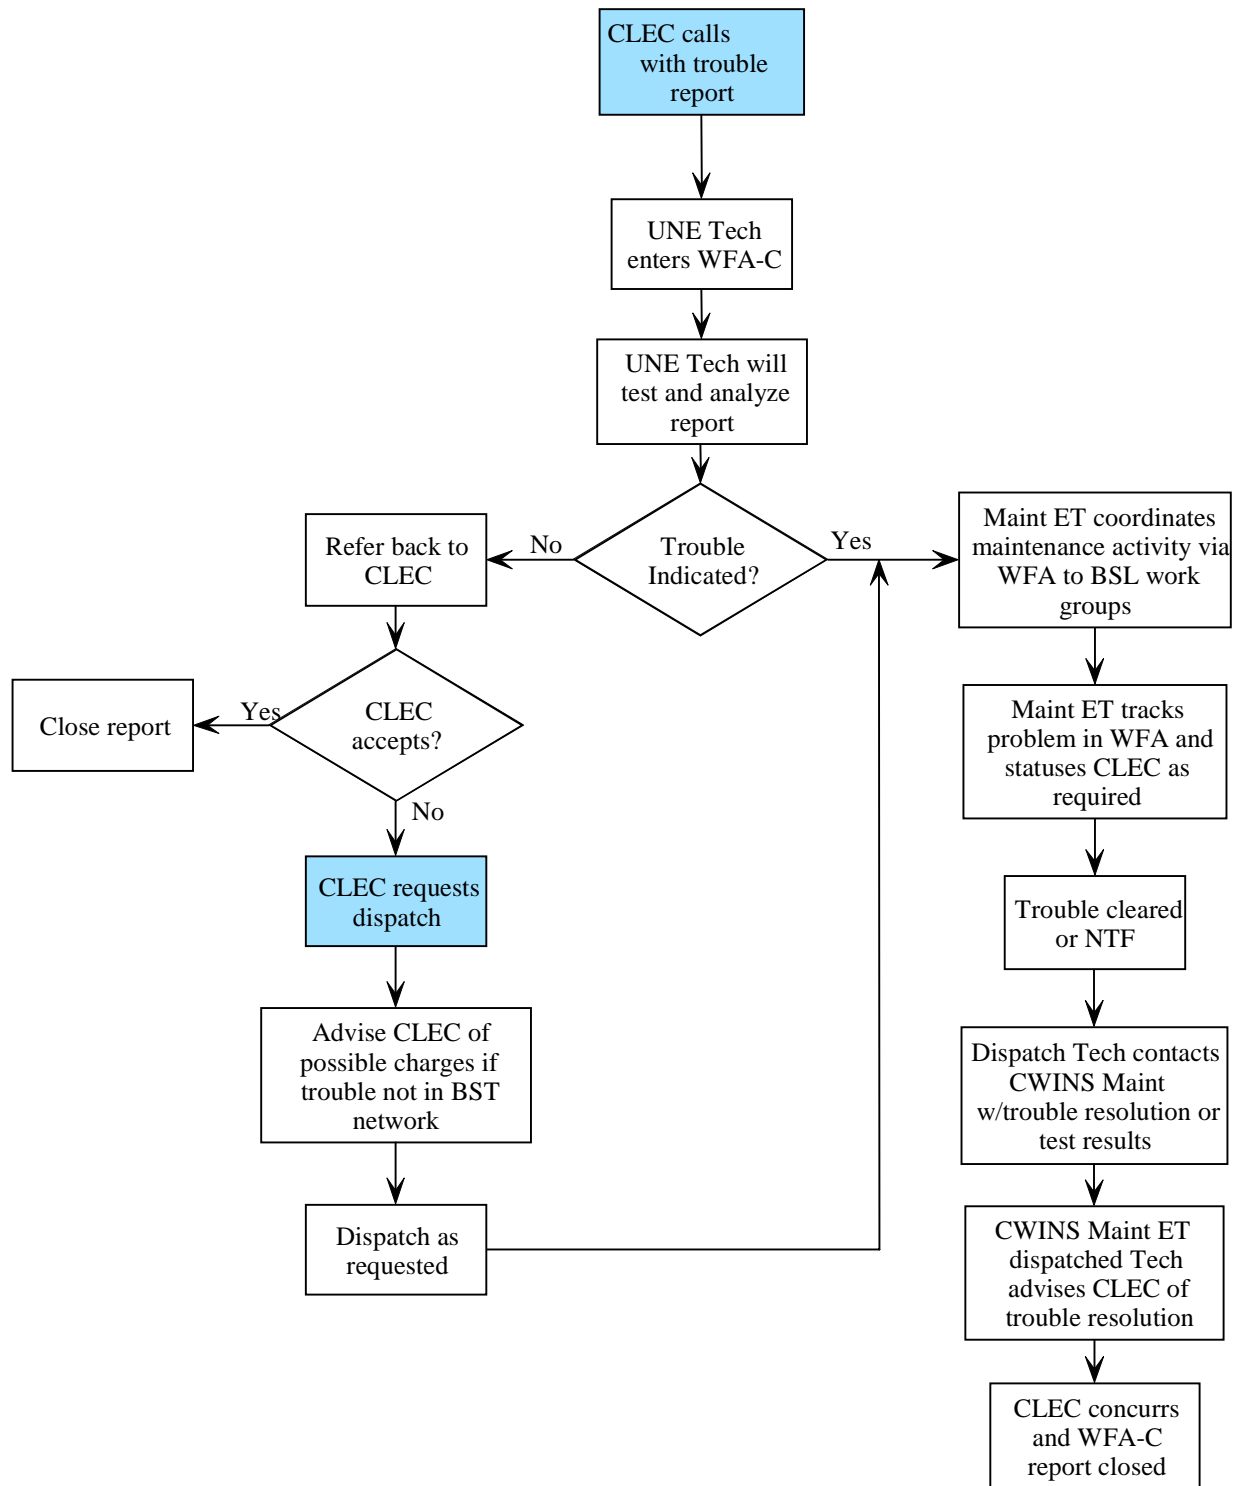 CLEC calls
with trouble
report
UNE Tech
enters WFA-C
UNE Tech will
test and analyze
report
Trouble
Indicated?
No
Yes
Refer back to
CLEC
CLEC
accepts?
Yes
Close report
No
CLEC requests
dispatch
Advise CLEC of
possible charges if
trouble not in BST
network
Dispatch as
requested
Maint ET coordinates
maintenance activity via
WFA to BSL work
groups
Maint ET tracks
problem in WFA and
statuses CLEC as
required
Trouble cleared
or NTF
Dispatch Tech contacts
CWINS Maint
w/trouble resolution or
test results
CWINS Maint ET
dispatched Tech
advises CLEC of
trouble resolution
CLEC concurrs
and WFA-C
report closed